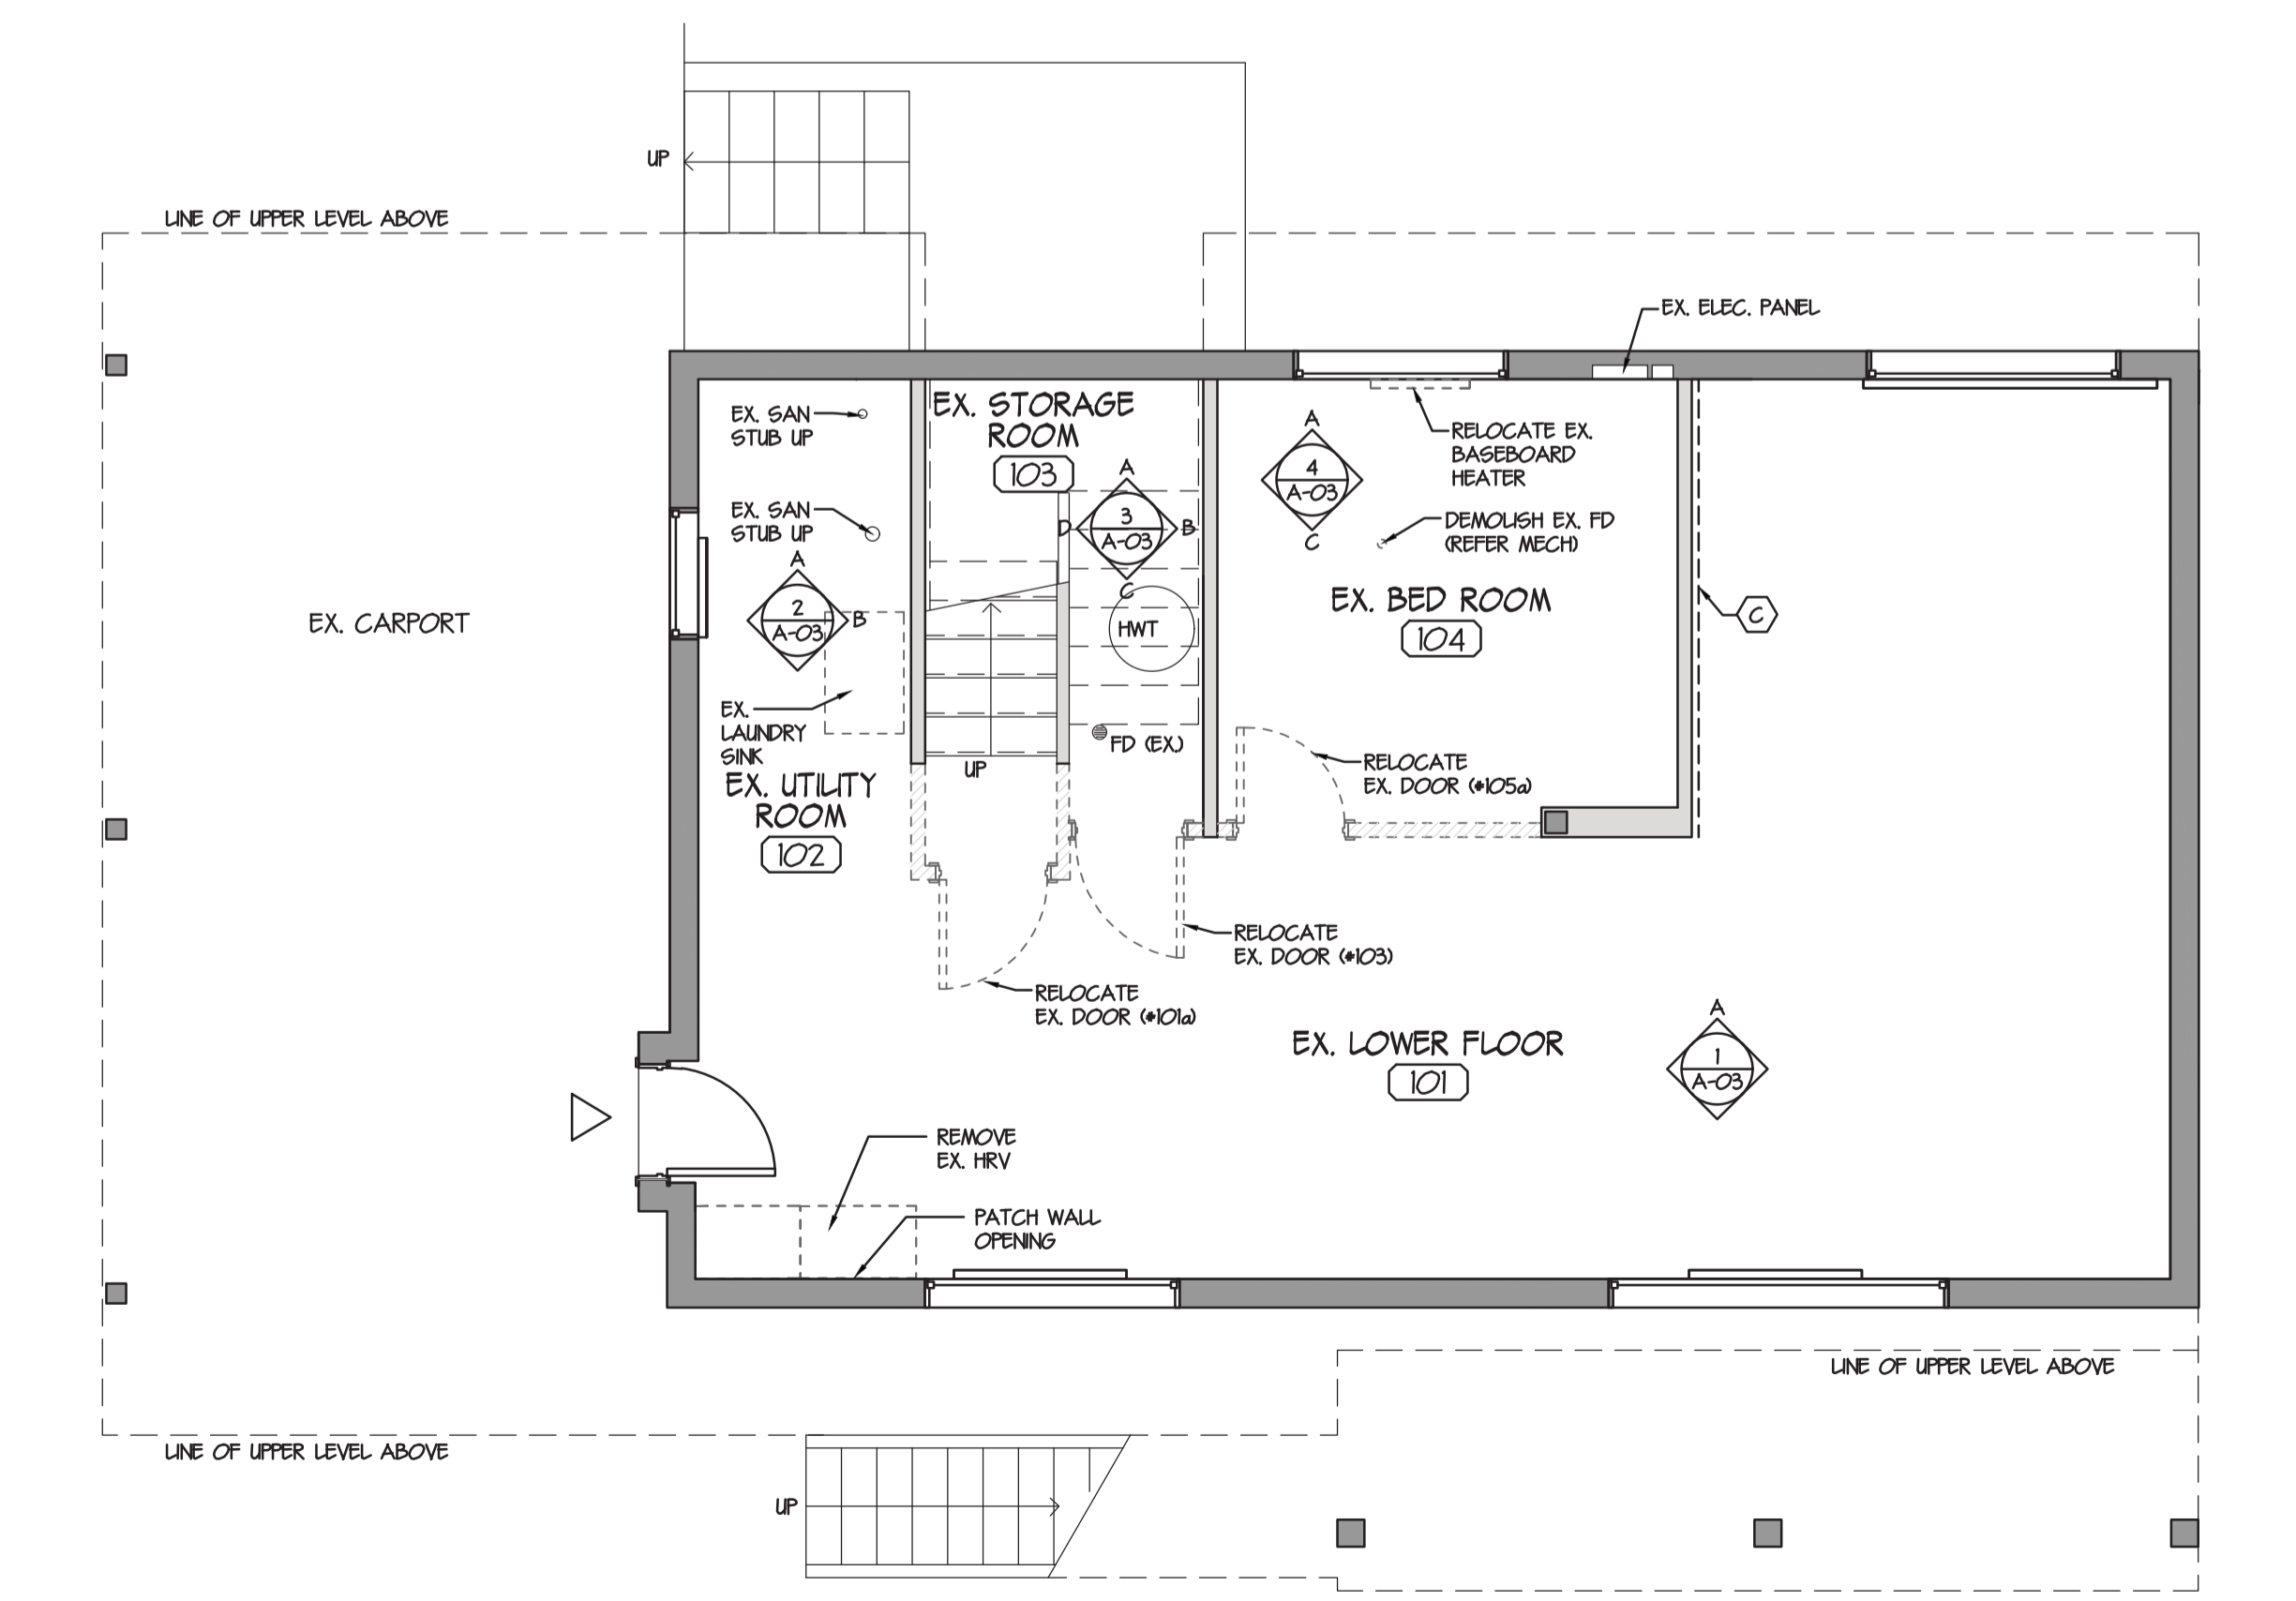 UP
LINE OF UPPER LEVEL ABOVE
EX. ELEC. PANEL
EX. SAN
STUB UP
EX. STORAGE
ROOM
103
RELOCATE EX.
BASEBOARD
HEATER
A
4
A-03
C
A
3
A-03
D
B
C
EX. SAN
STUB UP
DEMOLISH EX. FD
(REFER MECH)
A
2
A-03
B
EX. CARPORT
HWT
EX. BED ROOM
104
C
EX.
LAUNDRY
SINK
FD (EX.)
UP
EX. UTILITY
ROOM
102
RELOCATE
EX. DOOR (#105a)
RELOCATE
EX. DOOR (#103)
RELOCATE
EX. DOOR (#101a)
EX. LOWER FLOOR
101
A
1
A-03
REMOVE
EX. HRV
PATCH WALL
OPENING
LINE OF UPPER LEVEL ABOVE
LINE OF UPPER LEVEL ABOVE
UP